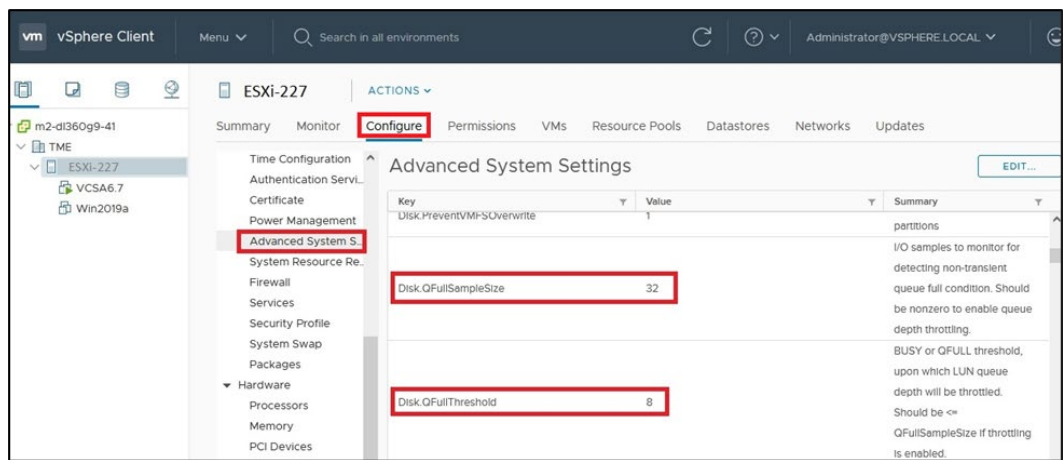 vm vSphere Client Menu Search in all environments Administrator@VSPHERE.LOCAL
m2-dl360g9-41
TME
ESXi-227
VCSA6.7
Win2019a
ESXi-227 ACTIONS
Summary Monitor Configure Permissions VMs Resource Pools Datastores Networks Updates
Time Configuration
Authentication Servi...
Certificate
Power Management
Advanced System S...
System Resource Re...
Firewall
Services
Security Profile
System Swap
Packages
Hardware
Processors
Memory
PCI Devices
Advanced System Settings EDIT...
Key Value Summary
Disk.PreventVMFSOverwrite 1 partitions
Disk.QFullSampleSize 32 I/O samples to monitor for
detecting non-transient
queue full condition. Should
be nonzero to enable queue
depth throttling.
Disk.QFullThreshold 8 BUSY or QFULL threshold,
upon which LUN queue
depth will be throttled.
Should be <=
QFullSampleSize if throttling
is enabled.